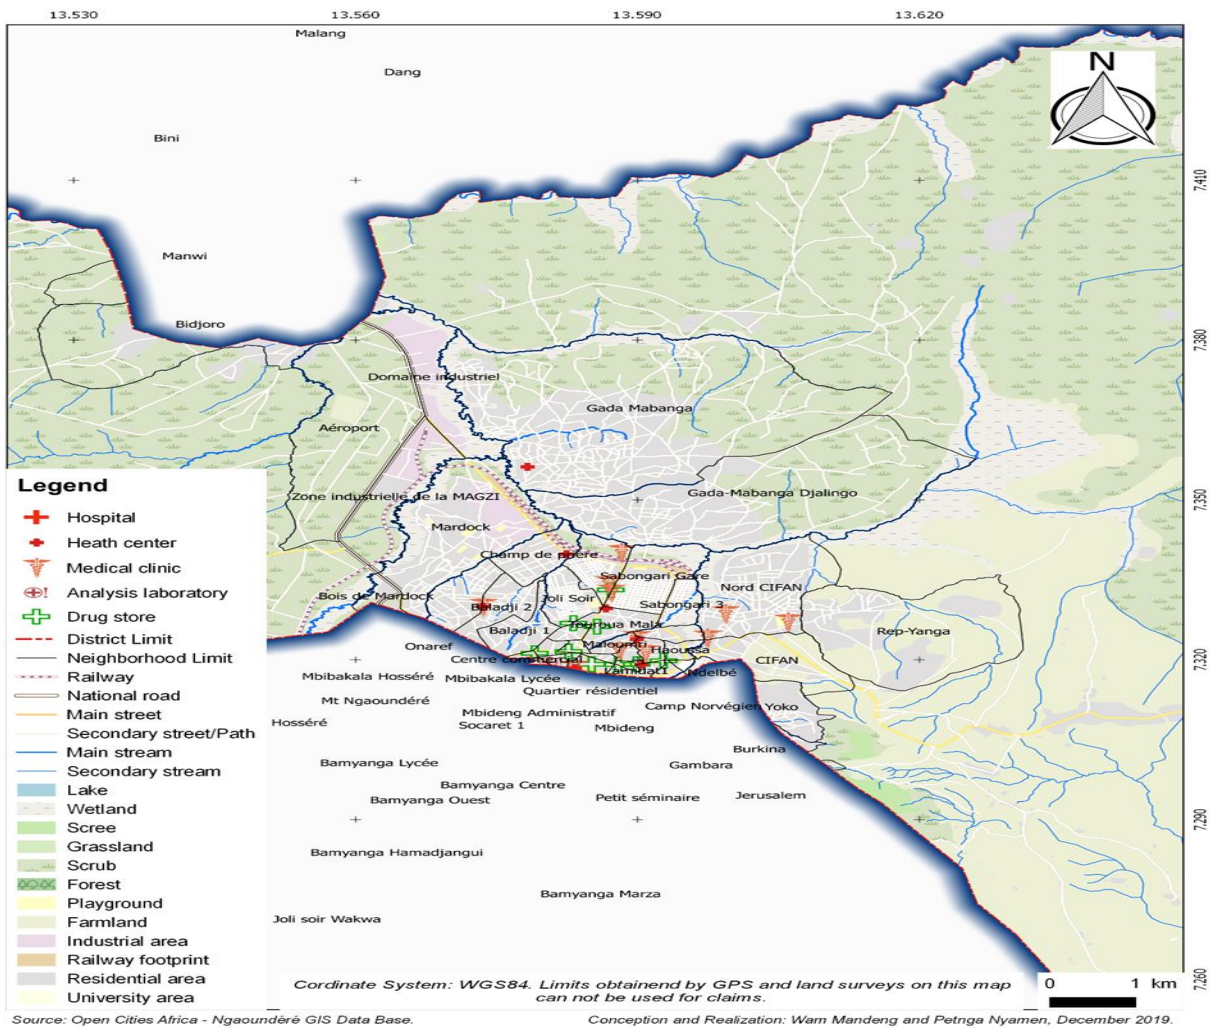 13.530 13.560 13.590 13.620
Malang
Dang
N
Bini
7.410
Manwi
Bidjoro
7.380
Domaine industriel
Gada Mabanga
Aéroport
Gada-Mabanga Djalingo
Zone industrielle de la MAGZI
7.350
Mardock
Champ de prière
Sabongari Gare
Nord CIFAN
Bois de Mardock
Joli Soir
Baladji 2
Sabongari 3
Touroua Mala
Baladji 1
Rep-Yanga
Onaref
Maloumri
Haoussa
Centre commercial
CIFAN
7.320
Mbibakala Hosséré
Mbibakala Lycée
Ndelbé
Quartier résidentiel
Mt Ngaoundéré
Camp Norvégien
Yoko
Mbideng Administratif
Hosséré
Socaret 1
Mbideng
Burkina
Bamyanga Lycée
Gambara
Bamyanga Centre
Bamyanga Ouest
Petit séminaire
Jerusalem
7.290
Bamyanga Hamadjangui
Bamyanga Marza
Joli soir Wakwa
7.260
Legend
Hospital
Heath center
Medical clinic
Analysis laboratory
Drug store
District Limit
Neighborhood Limit
Railway
National road
Main street
Secondary street/Path
Main stream
Secondary stream
Lake
Wetland
Scree
Grassland
Scrub
Forest
Playground
Farmland
Industrial area
Railway footprint
Residential area
University area
Cordinate System: WGS84. Limits obtainend by GPS and land surveys on this map
can not be used for claims.
0 1 km
Source: Open Cities Africa - Ngaoundéré GIS Data Base.
Conception and Realization: Wam Mandeng and Petnga Nyamen, December 2019.